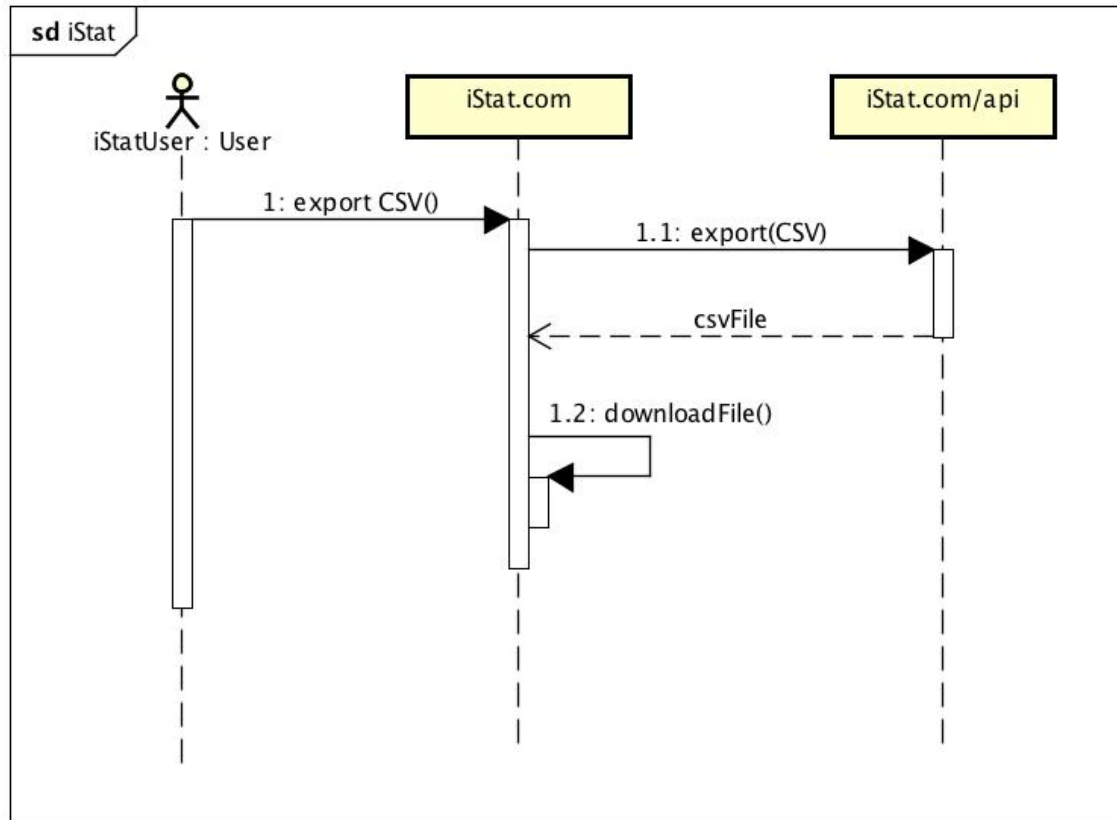 sd iStat
iStatUser : User
iStat.com
iStat.com/api
1: export CSV()
1.1: export(CSV)
csvFile
1.2: downloadFile()